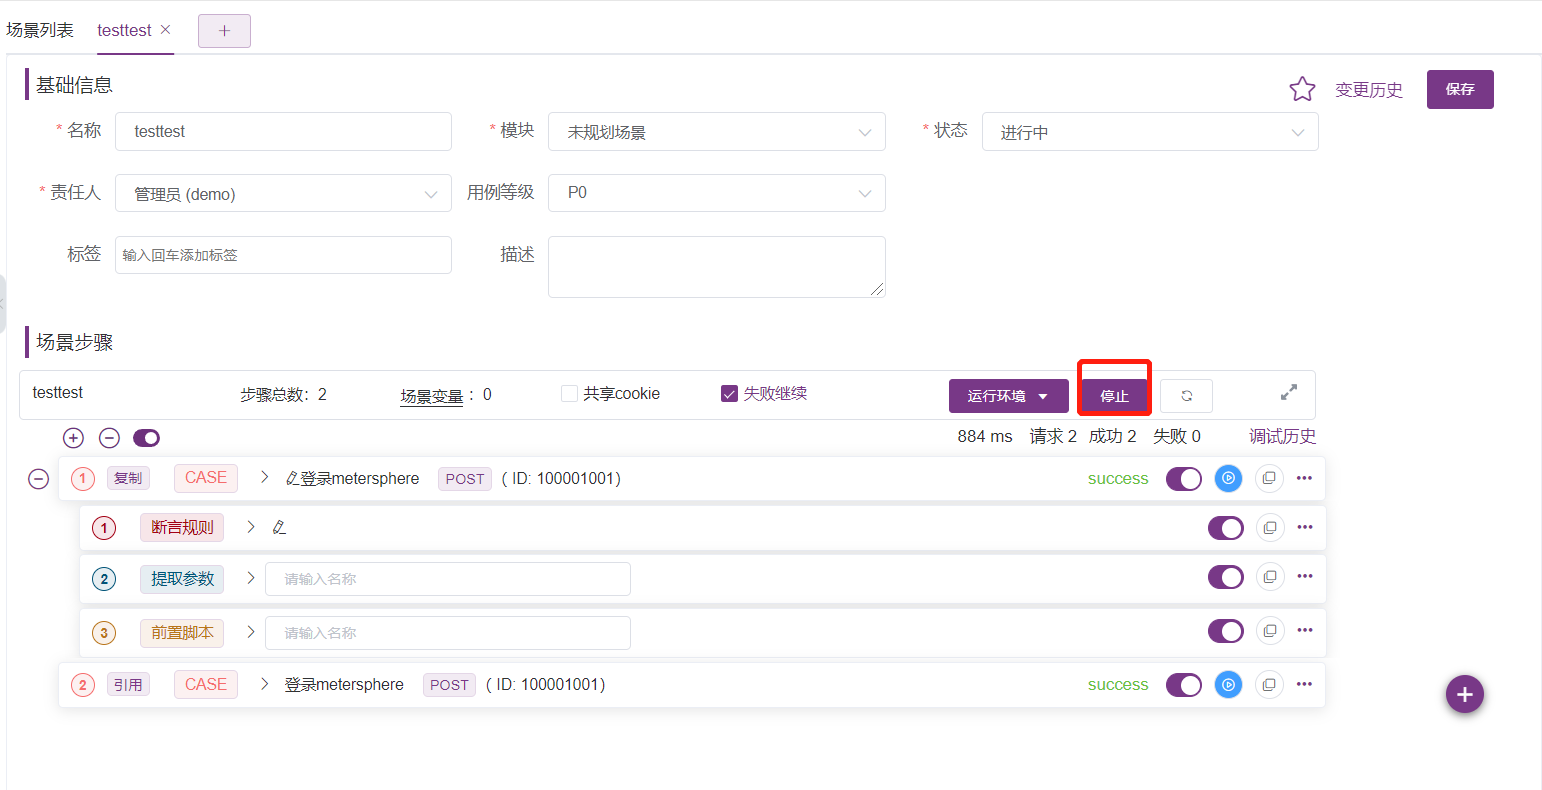 场景列表 testtest ×
基础信息 变更历史 保存
* 名称 testtest * 模块 未规划场景 * 状态 进行中
* 责任人 管理员 (demo) 用例等级 P0
标签 输入回车添加标签 描述
场景步骤
testtest 步骤总数：2 场景变量 ：0 共享cookie 失败继续 运行环境 停止
884 ms 请求 2 成功 2 失败 0 调试历史
1 复制 CASE 登录metersphere POST ( ID: 100001001) success
1 断言规则
2 提取参数 请输入名称
3 前置脚本 请输入名称
2 引用 CASE 登录metersphere POST ( ID: 100001001) success